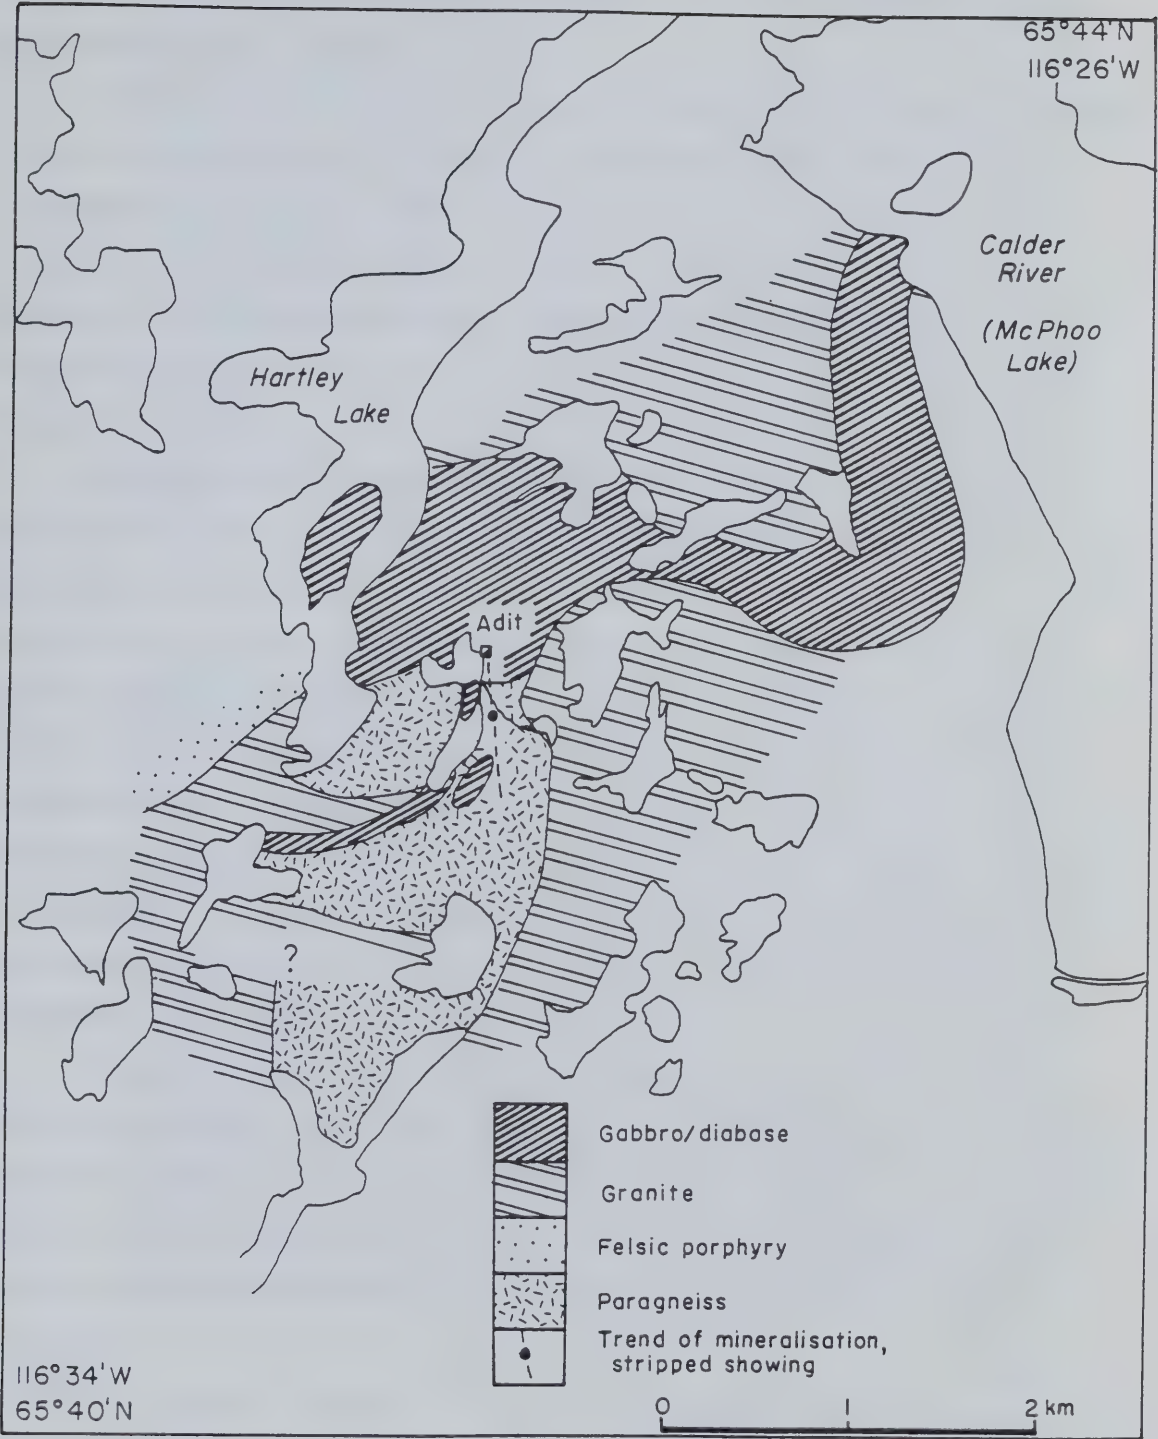 65°44'N
116°26'W
Calder
River
(McPhoo
Lake)
Hartley
Lake
Adit
?
Gabbro/diabase
Granite
Felsic porphyry
Paragneiss
Trend of mineralisation,
stripped showing
116°34'W
65°40'N
0 1 2 km